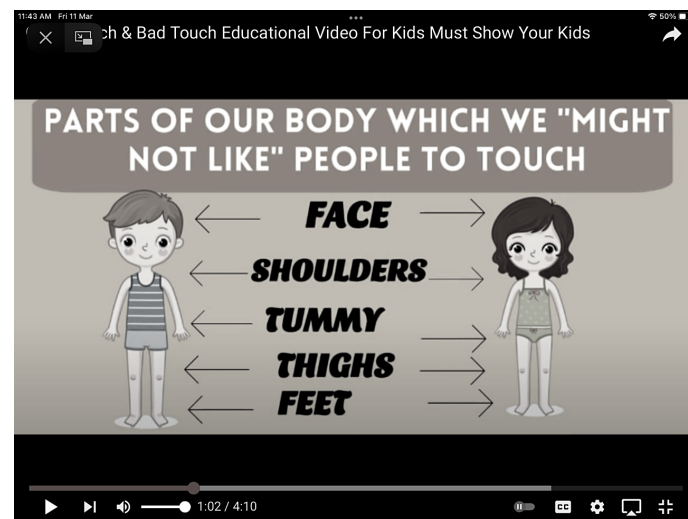 11:43 AM Fri 11 Mar
50%
ch & Bad Touch Educational Video For Kids Must Show Your Kids
PARTS OF OUR BODY WHICH WE "MIGHT
NOT LIKE" PEOPLE TO TOUCH
FACE
SHOULDERS
TUMMY
THIGHS
FEET
1:02 / 4:10
CC